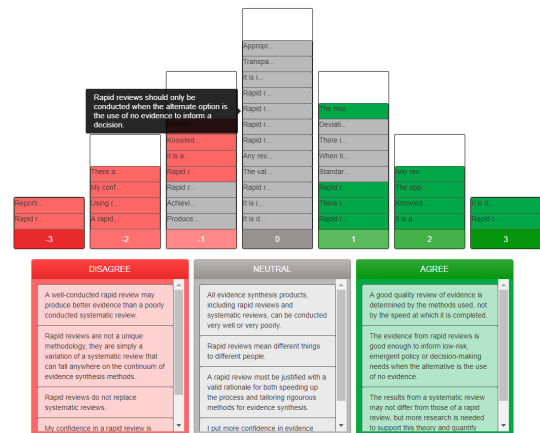 Appropr...
Transpa...
It is i...
Rapid r...
Rapid reviews should only be
conducted when the alternate option is
the use of no evidence to inform a
decision.
Rapid r...
The mor...
Rapid r...
Deviati...
Knowled...
Rapid r...
There i...
It is a...
Any rev...
When ti...
There a...
Rapid r...
The vai...
Standar...
Any rev...
My conf...
Rapid r...
Rapid r...
Rapid r...
The opp...
Reporti...
Using r...
Achievi...
It is i...
There i...
Knowled...
It is d...
Rapid r...
A rapid...
Produce...
It is d...
Rapid r...
It is a...
Rapid r...
-3 -2 -1 0 1 2 3
DISAGREE
A well-conducted rapid review may
produce better evidence than a poorly
conducted systematic review.
Rapid reviews are not a unique
methodology, they are simply a
variation of a systematic review that
can fall anywhere on the continuum of
evidence synthesis methods.
Rapid reviews do not replace
systematic reviews.
My confidence in a rapid review is
NEUTRAL
All evidence synthesis products,
including rapid reviews and
systematic reviews, can be conducted
very well or very poorly.
Rapid reviews mean different things
to different people.
A rapid review must be justified with a
valid rationale for both speeding up
the process and tailoring rigourous
methods for evidence synthesis.
I put more confidence in evidence
AGREE
A good quality review of evidence is
determined by the methods used, not
by the speed at which it is completed.
The evidence from rapid reviews is
good enough to inform low-risk,
emergent policy or decision-making
needs when the alternative is the use
of no evidence.
The results from a systematic review
may not differ from those of a rapid
review, but more research is needed
to support this theory and quantify